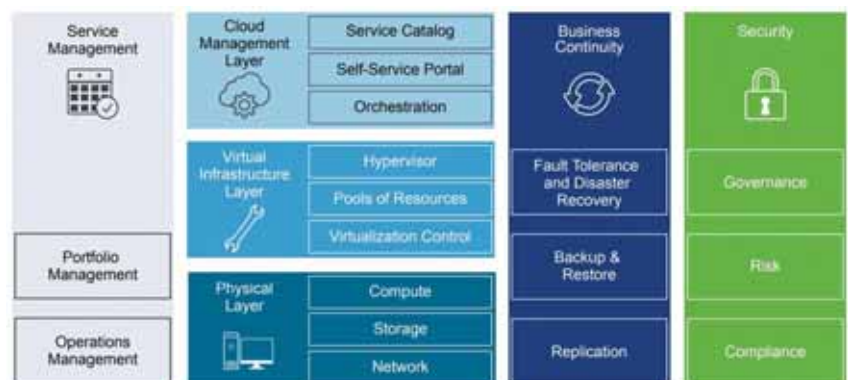 Service
Management
Portfolio
Management
Operations
Management
Cloud
Management
Layer
Service Catalog
Self-Service Portal
Orchestration
Virtual
Infrastructure
Layer
Hypervisor
Pools of Resources
Virtualization Control
Physical
Layer
Compute
Storage
Network
Business
Continuity
Fault Tolerance
and Disaster
Recovery
Backup &
Restore
Replication
Security
Governance
Risk
Compliance